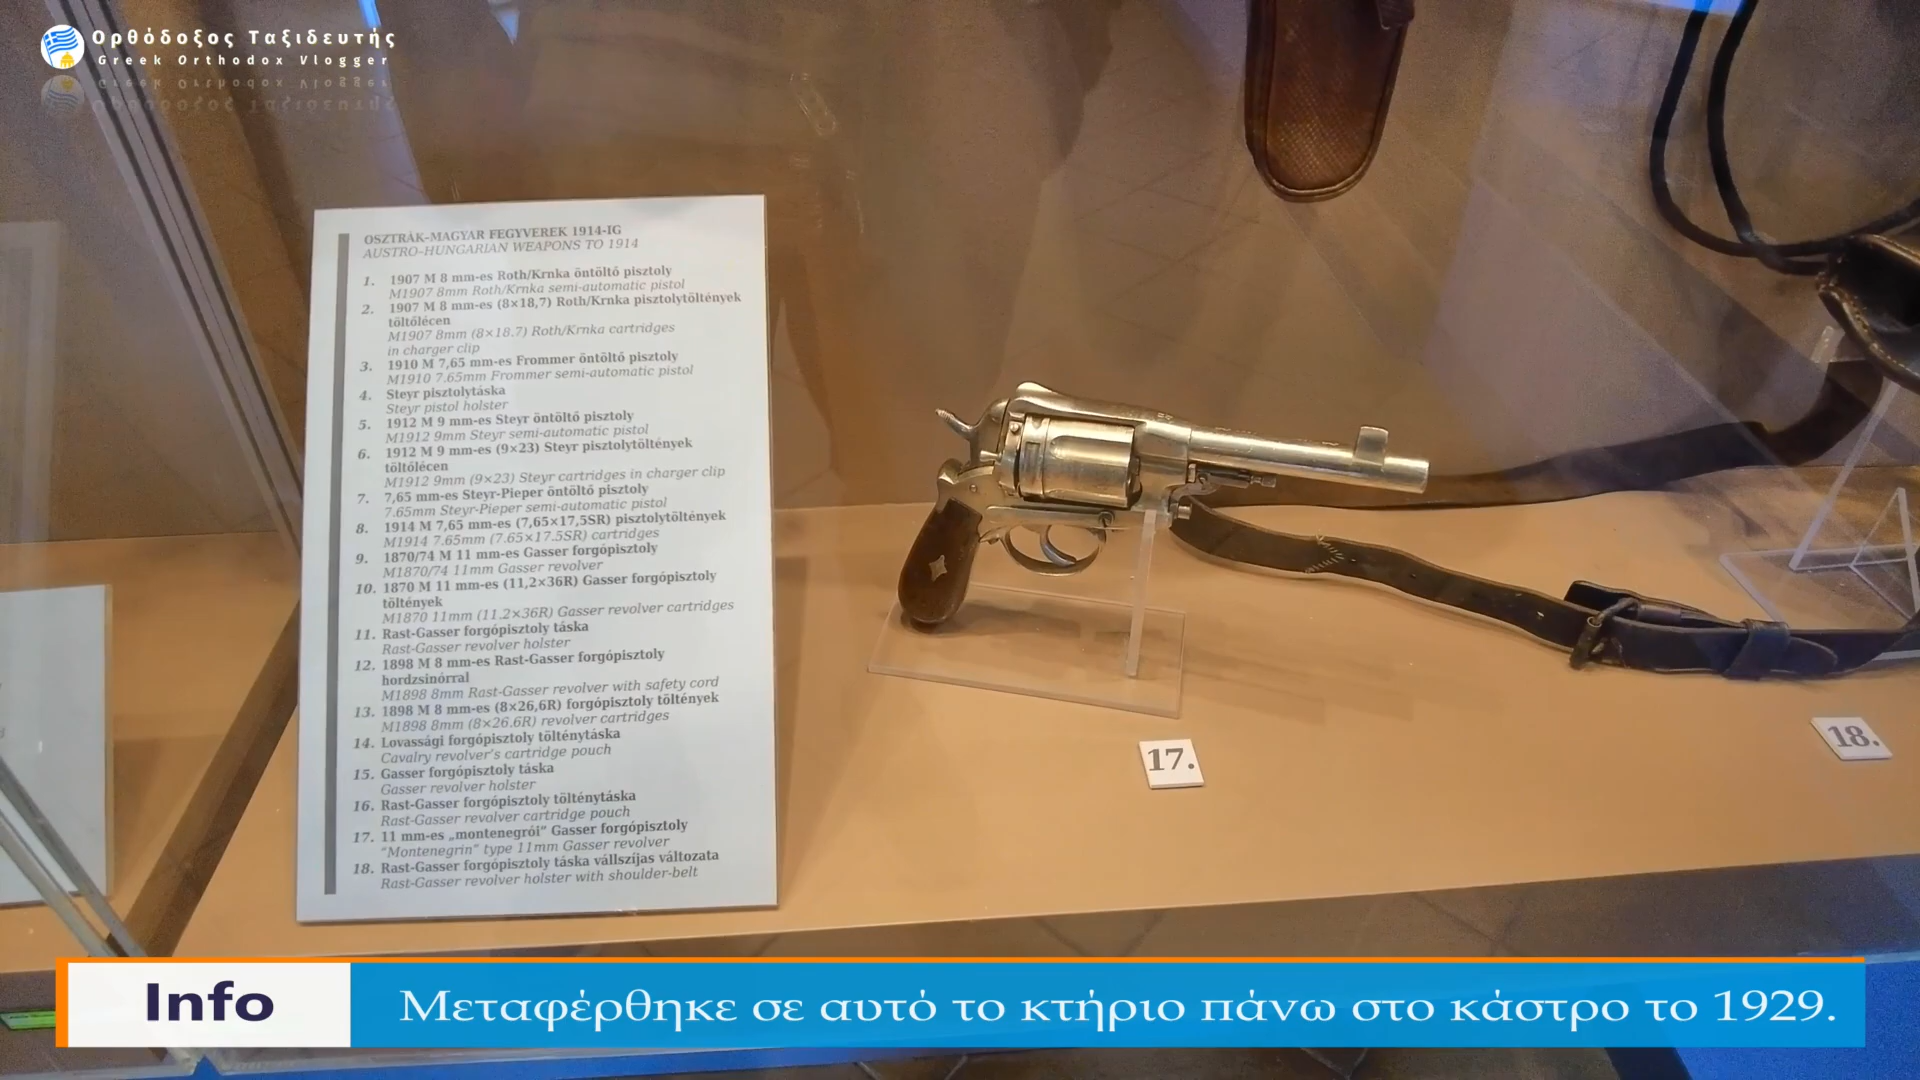 Ορθόδοξος Ταξιδευτής
Greek Orthodox Vlogger
OSZTRÁK-MAGYAR FEGYVEREK 1914-IG
AUSTRO-HUNGARIAN WEAPONS TO 1914
1. 1907 M 8 mm-es Roth/Krnka öntöltő pisztoly
M1907 8mm Roth/Krnka semi-automatic pistol
2. 1907 M 8 mm-es (8×18,7) Roth/Krnka pisztolytöltények
töltőlécen
M1907 8mm (8×18.7) Roth/Krnka cartridges
in charger clip
3. 1910 M 7,65 mm-es Frommer öntöltő pisztoly
M1910 7.65mm Frommer semi-automatic pistol
4. Steyr pisztolytáska
Steyr pistol holster
5. 1912 M 9 mm-es Steyr öntöltő pisztoly
M1912 9mm Steyr semi-automatic pistol
6. 1912 M 9 mm-es (9×23) Steyr pisztolytöltények
töltőlécen
M1912 9mm (9×23) Steyr cartridges in charger clip
7. 7,65 mm-es Steyr-Pieper öntöltő pisztoly
7.65mm Steyr-Pieper semi-automatic pistol
8. 1914 M 7,65 mm-es (7,65×17,5SR) pisztolytöltények
M1914 7.65mm (7.65×17.5SR) cartridges
9. 1870/74 M 11 mm-es Gasser forgópisztoly
M1870/74 11mm Gasser revolver
10. 1870 M 11 mm-es (11,2×36R) Gasser forgópisztoly
töltények
M1870 11mm (11.2×36R) Gasser revolver cartridges
11. Rast-Gasser forgópisztoly táska
Rast-Gasser revolver holster
12. 1898 M 8 mm-es Rast-Gasser forgópisztoly
hordzsinórral
M1898 8mm Rast-Gasser revolver with safety cord
13. 1898 M 8 mm-es (8×26,6R) forgópisztoly töltények
M1898 8mm (8×26.6R) revolver cartridges
14. Lovassági forgópisztoly tölténytáska
Cavalry revolver's cartridge pouch
15. Gasser forgópisztoly táska
Gasser revolver holster
16. Rast-Gasser forgópisztoly tölténytáska
Rast-Gasser revolver cartridge pouch
17. 11 mm-es „montenegrói" Gasser forgópisztoly
"Montenegrin" type 11mm Gasser revolver
18. Rast-Gasser forgópisztoly táska vállszíjas változata
Rast-Gasser revolver holster with shoulder-belt
17.
18.
Info
Μεταφέρθηκε σε αυτό το κτήριο πάνω στο κάστρο το 1929.